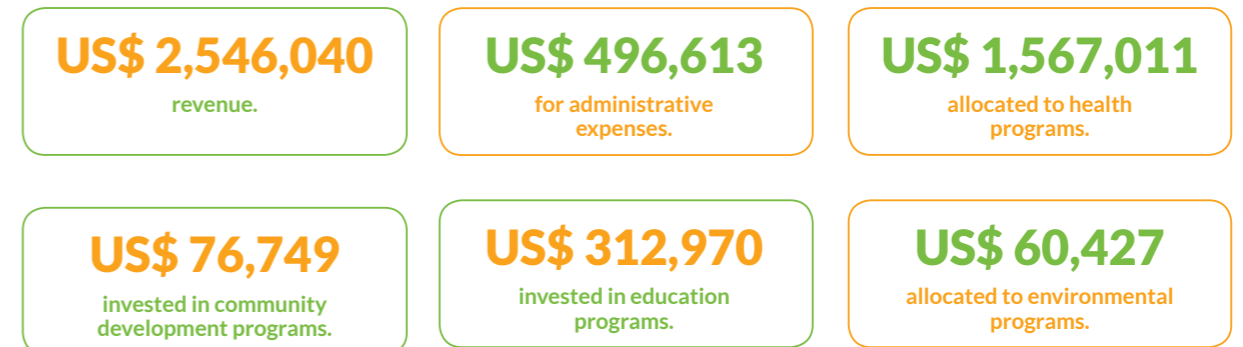 US$ 2,546,040
revenue.
US$ 496,613
for administrative
expenses.
US$ 1,567,011
allocated to health
programs.
US$ 76,749
invested in community
development programs.
US$ 312,970
invested in education
programs.
US$ 60,427
allocated to environmental
programs.